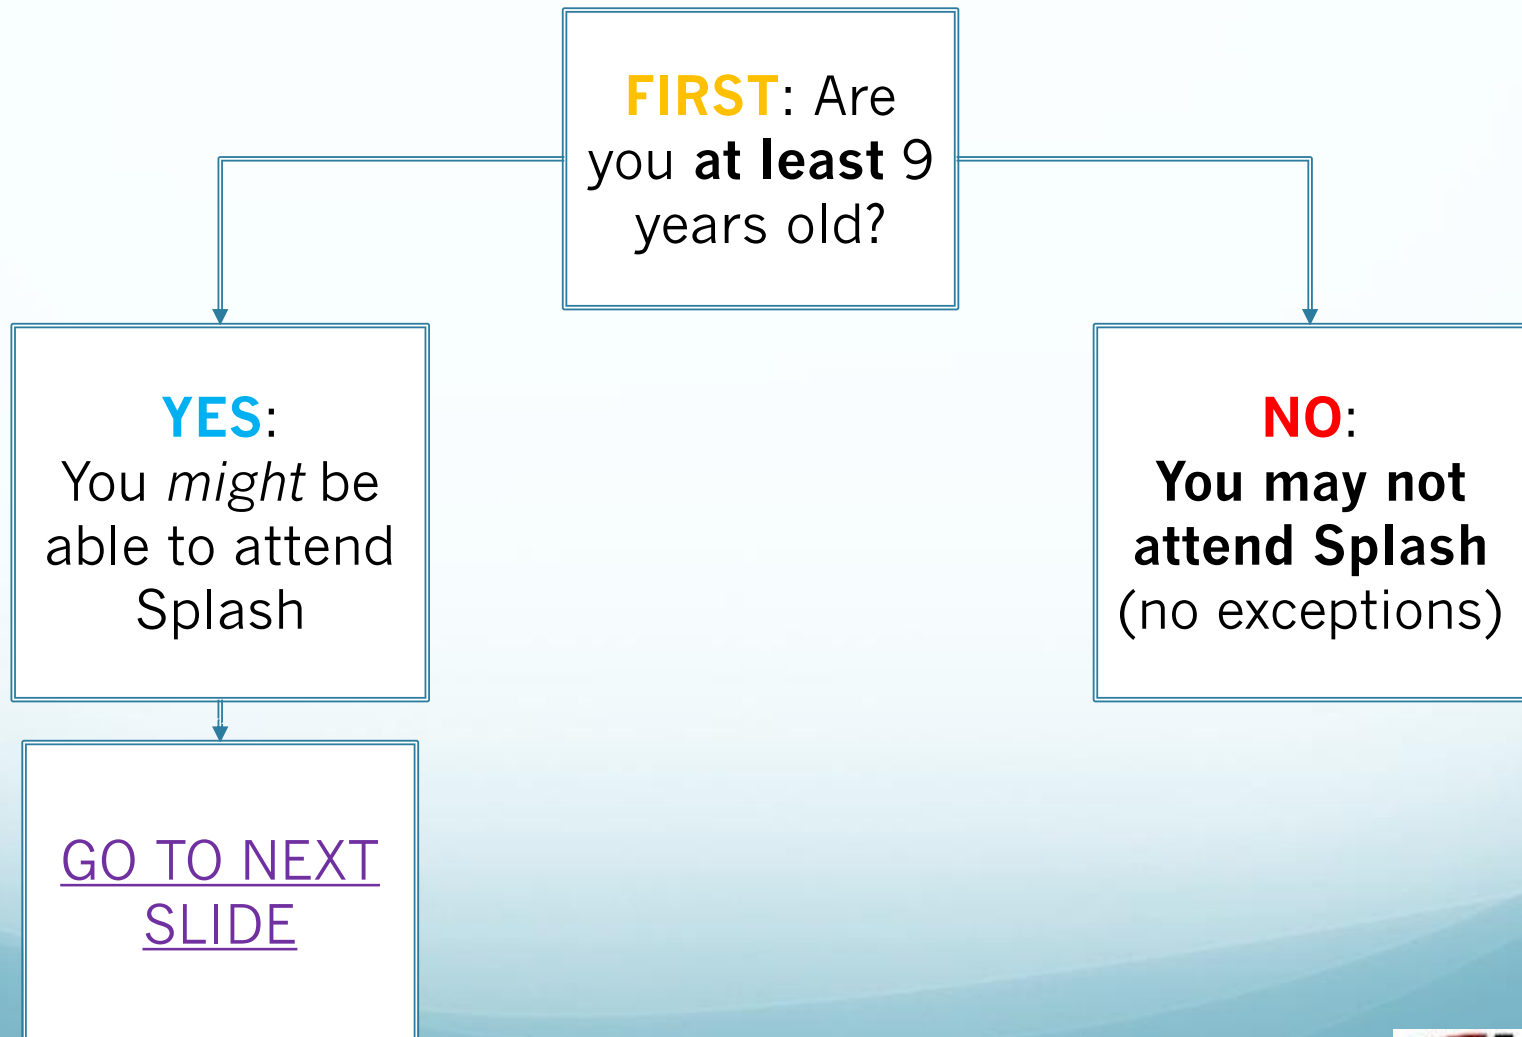 FIRST: Are
you at least 9
years old?
YES:
You might be
able to attend
Splash
NO:
You may not
attend Splash
(no exceptions)
GO TO NEXT
SLIDE